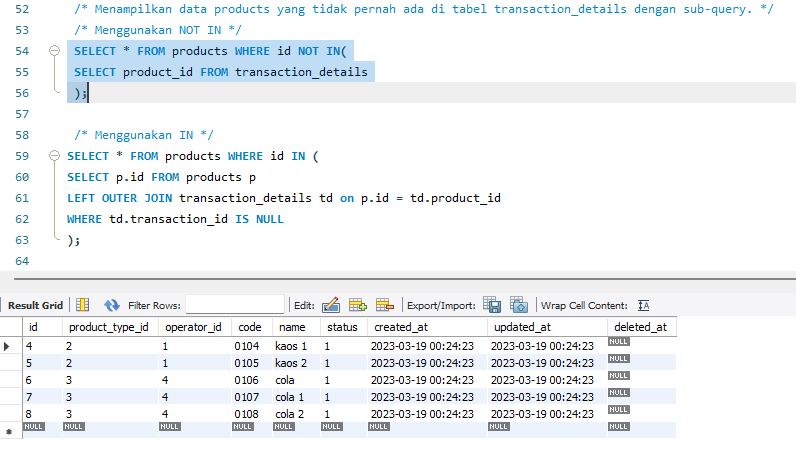 52 /* Menampilkan data products yang tidak pernah ada di tabel transaction_details dengan sub-query. */
53 /* Menggunakan NOT IN */
54 SELECT * FROM products WHERE id NOT IN(
55 SELECT product_id FROM transaction_details
56 );
57
58 /* Menggunakan IN */
59 SELECT * FROM products WHERE id IN (
60 SELECT p.id FROM products p
61 LEFT OUTER JOIN transaction_details td on p.id = td.product_id
62 WHERE td.transaction_id IS NULL
63 );
64
Result Grid Filter Rows: Edit: Export/Import: Wrap Cell Content: IA
id product_type_id operator_id code name status created_at updated_at deleted_at
4 2 1 0104 kaos 1 1 2023-03-19 00:24:23 2023-03-19 00:24:23 NULL
5 2 1 0105 kaos 2 1 2023-03-19 00:24:23 2023-03-19 00:24:23 NULL
6 3 4 0106 cola 1 2023-03-19 00:24:23 2023-03-19 00:24:23 NULL
7 3 4 0107 cola 1 1 2023-03-19 00:24:23 2023-03-19 00:24:23 NULL
8 3 4 0108 cola 2 1 2023-03-19 00:24:23 2023-03-19 00:24:23 NULL
NULL NULL NULL NULL NULL NULL NULL NULL NULL